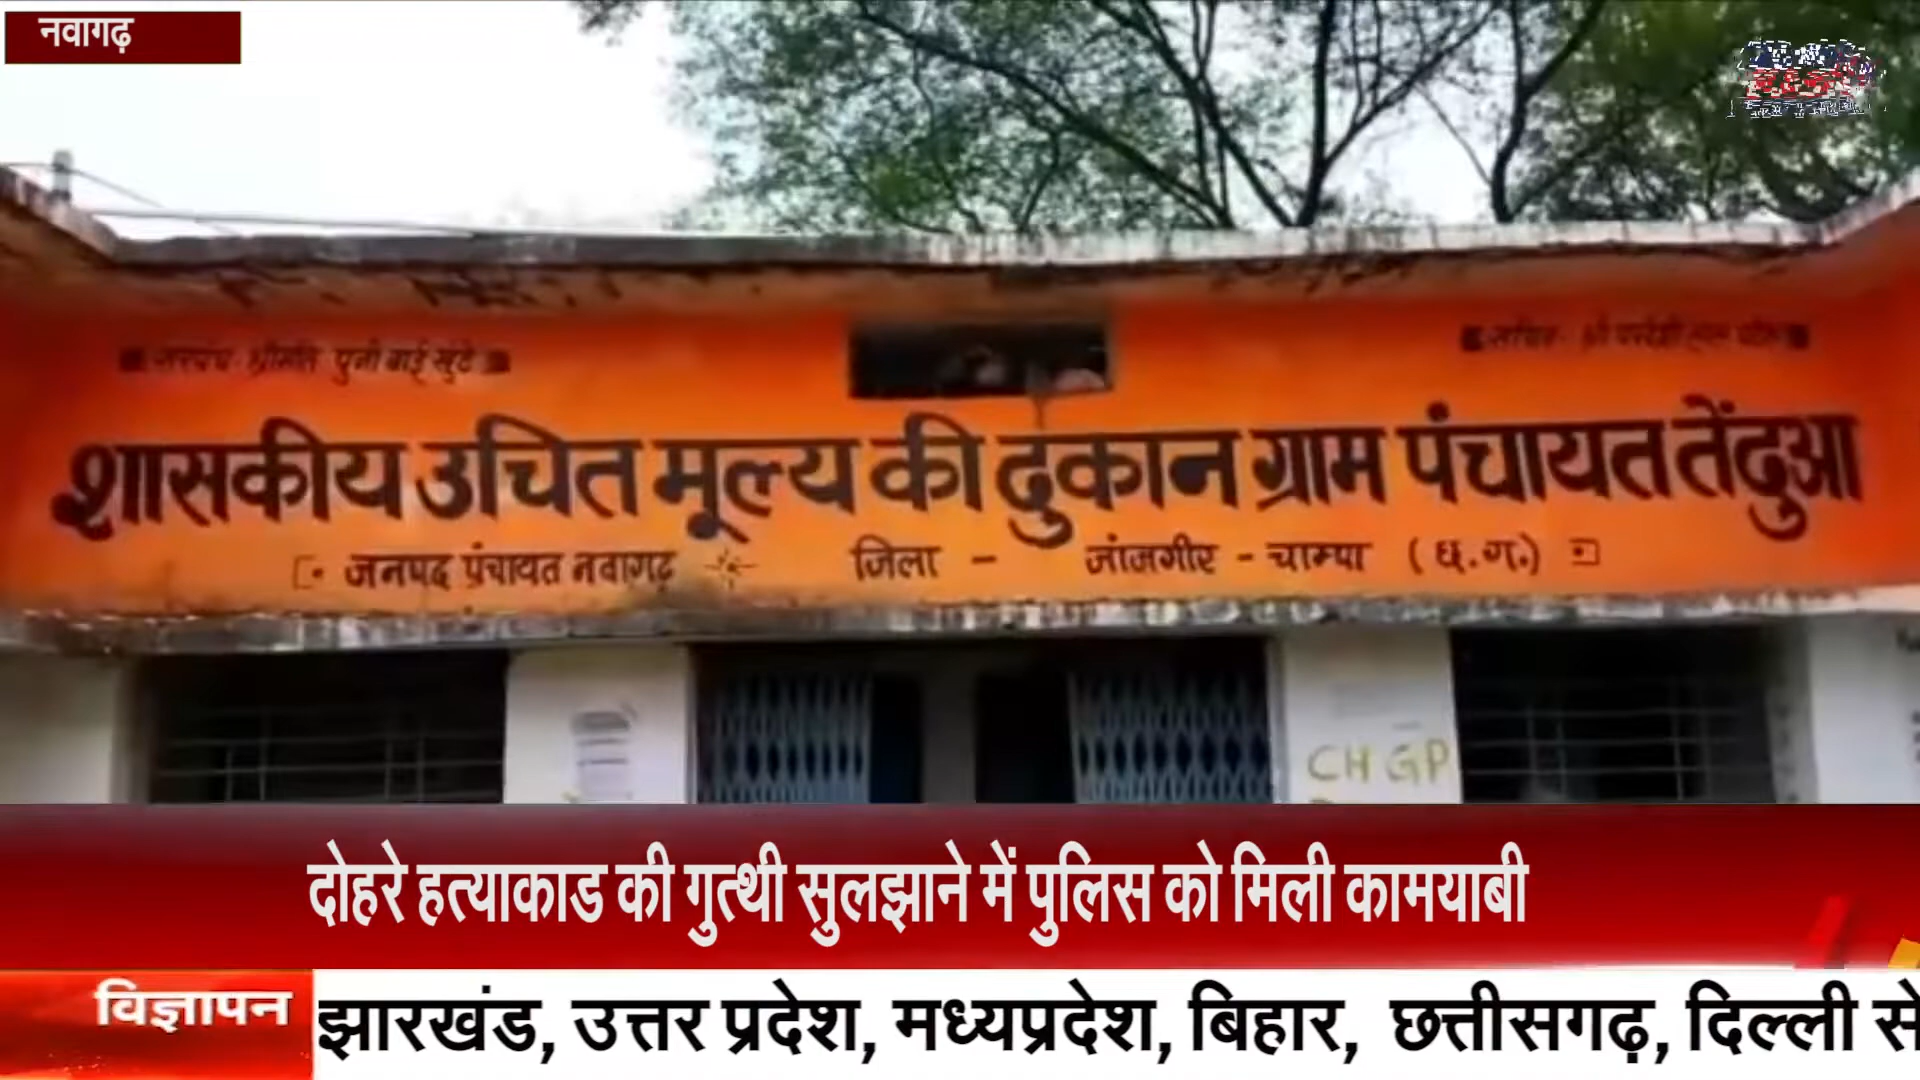 नवागढ़
सरपंच श्रीमति पुनी बाई खुंटे
शासकीय उचित मूल्य की दुकान ग्राम पंचायत तेंदुआ
जनपद पंचायत नवागढ़ जिला - जांजगीर - चाम्पा (छ.ग.)
CH GP
दोहरे हत्याकाड की गुत्थी सुलझाने में पुलिस को मिली कामयाबी
विज्ञापन
झारखंड, उत्तर प्रदेश, मध्यप्रदेश, बिहार, छत्तीसगढ़, दिल्ली से